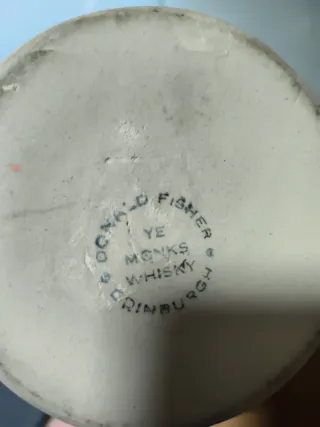 DONALD FISHER
YE
MONKS
WHISKY
EDINBURGH